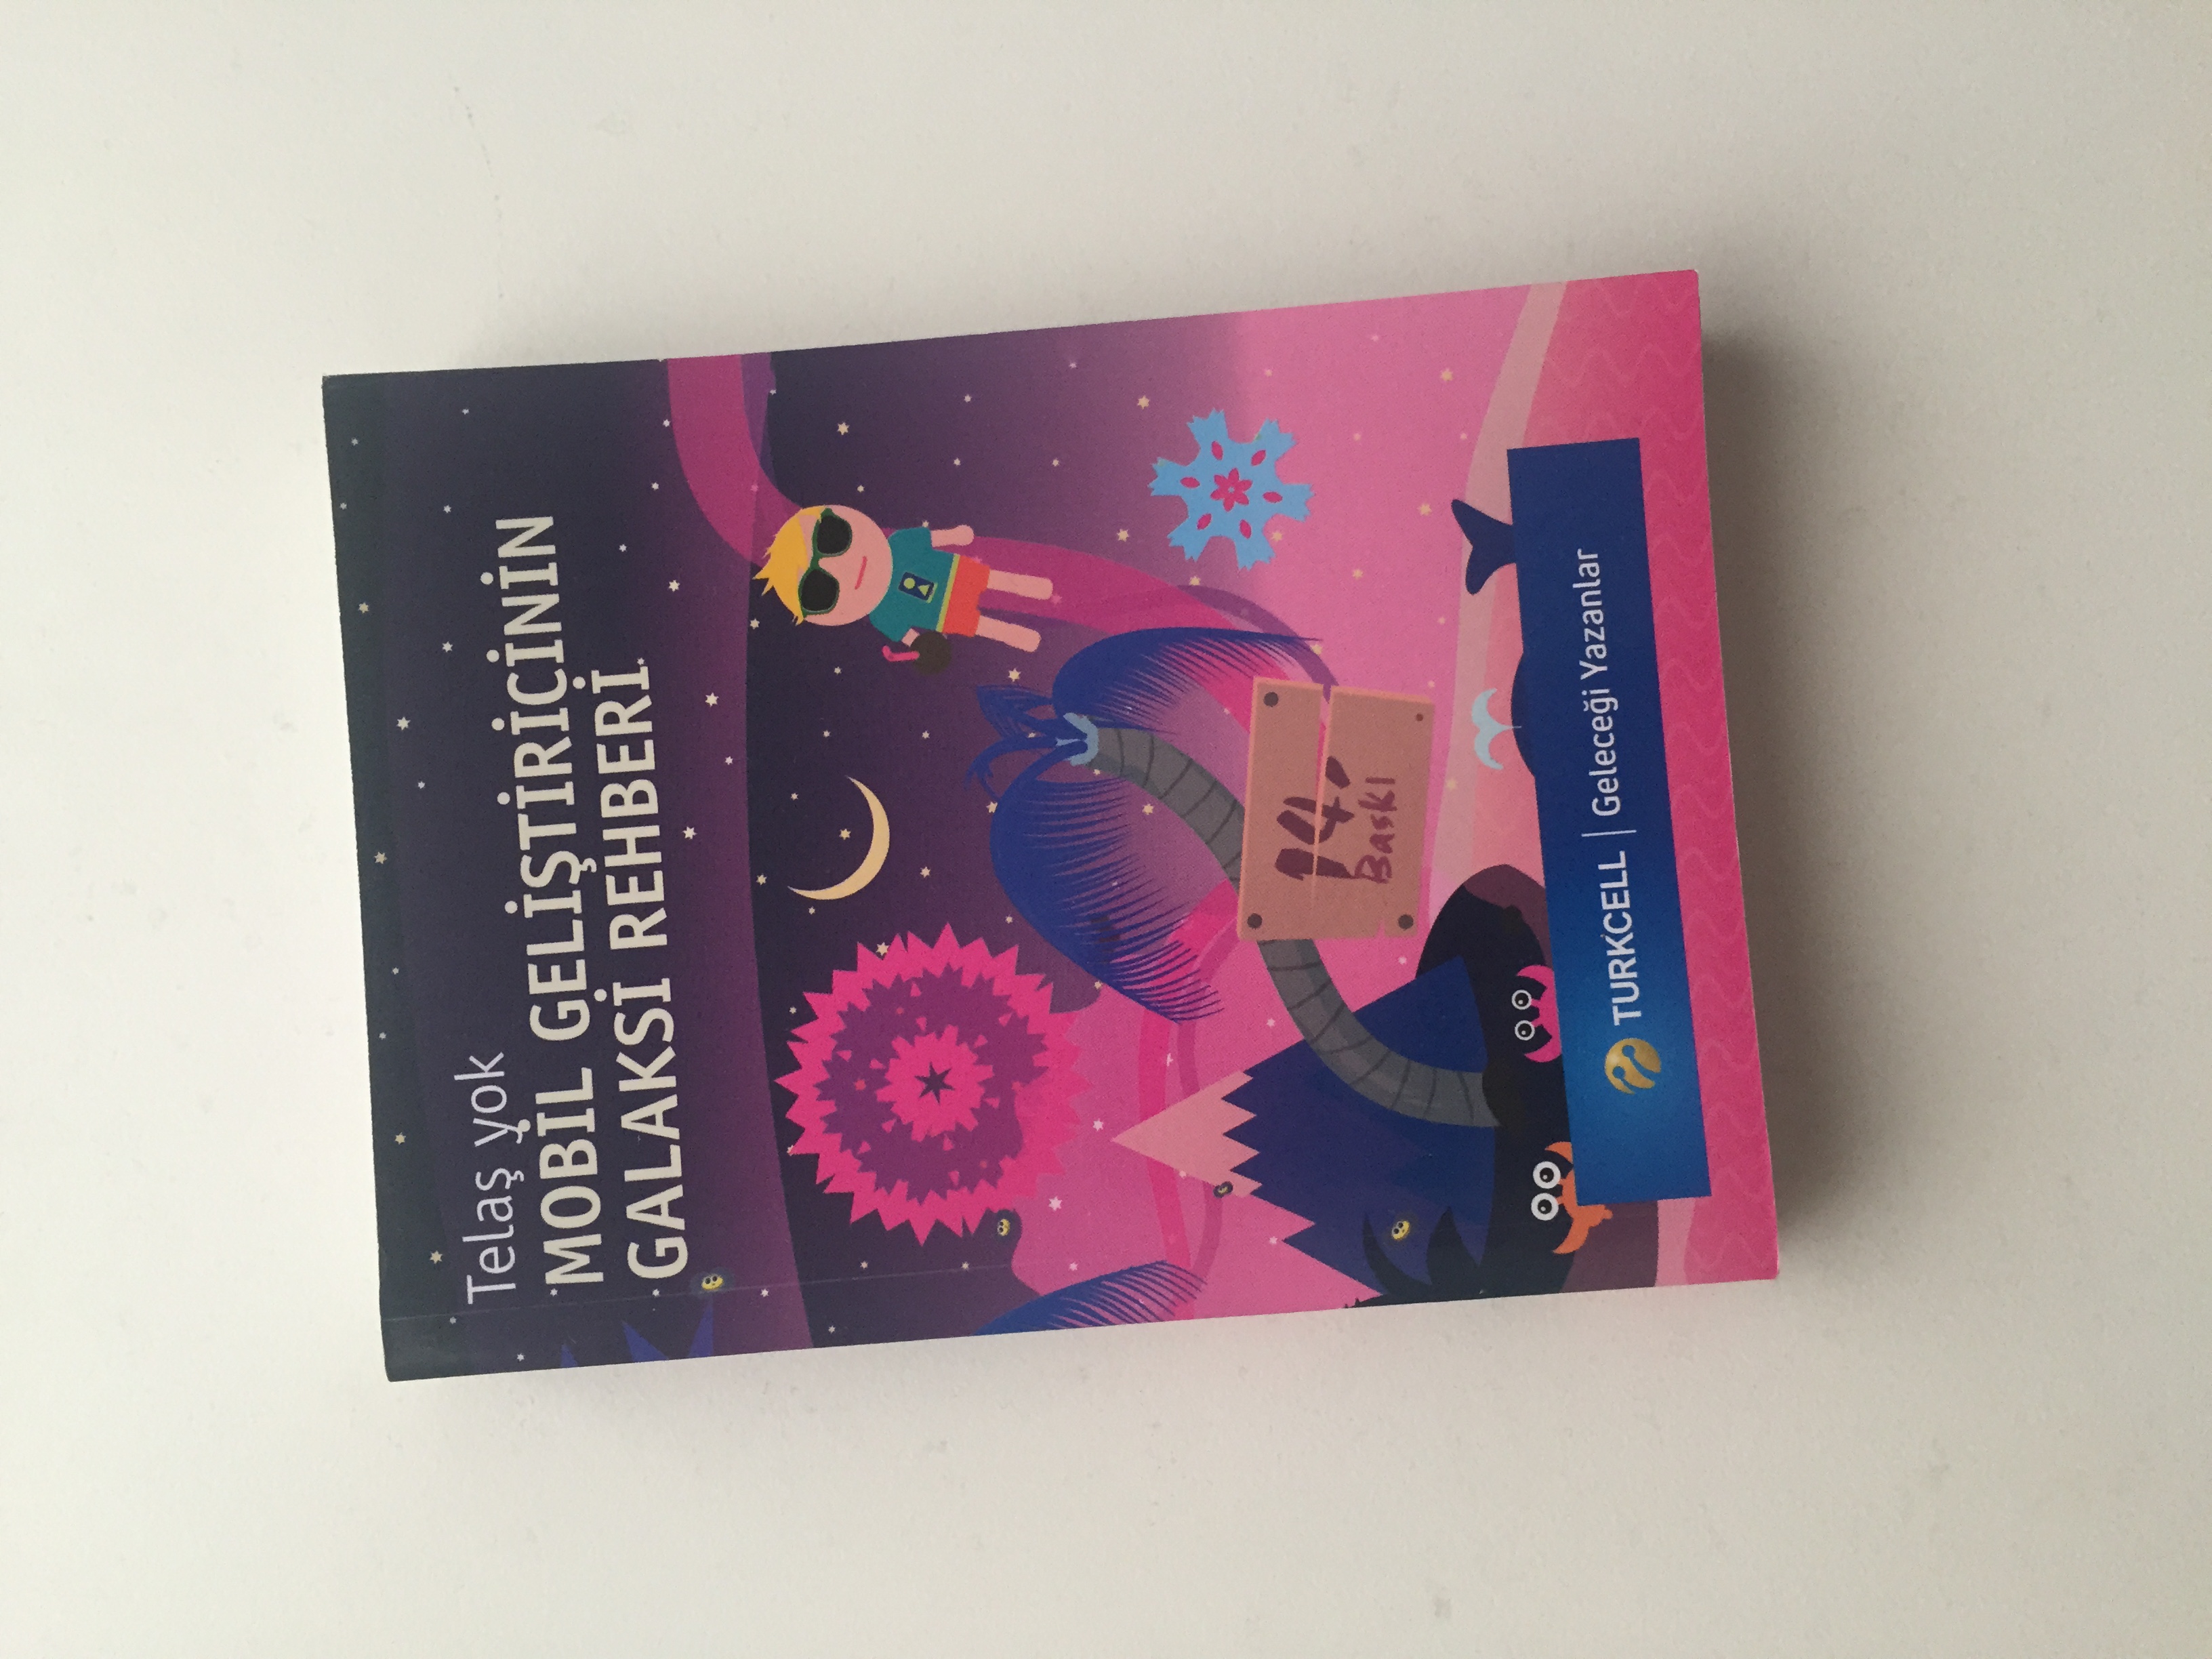 Telaş yok
MOBİL GELİŞTİRİCİNİN
GALAKSİ REHBERİ
14.
Baskı
TURKCELL | Geleceği Yazanlar